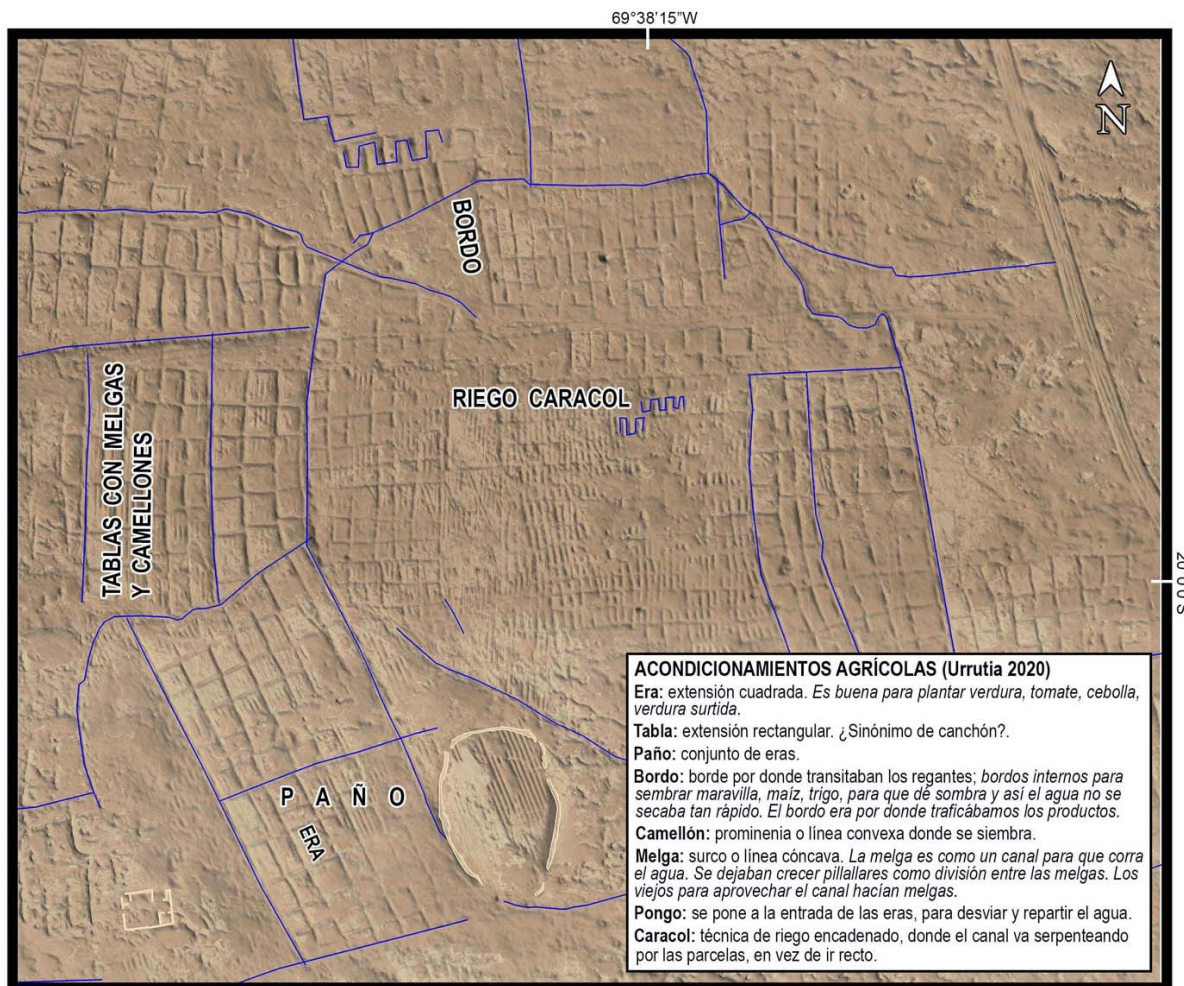 69°38'15"W
N
BORDO
RIEGO CARACOL
TABLAS CON MELGAS
Y CAMELLONES
20°0'0"S
PAÑO
ERA
ACONDICIONAMIENTOS AGRÍCOLAS (Urrutia 2020)
Era: extensión cuadrada. Es buena para plantar verdura, tomate, cebolla,
verdura surtida.
Tabla: extensión rectangular. ¿Sinónimo de canchón?.
Paño: conjunto de eras.
Bordo: borde por donde transitaban los regantes; bordos internos para
sembrar maravilla, maíz, trigo, para que dé sombra y así el agua no se
secaba tan rápido. El bordo era por donde traficábamos los productos.
Camellón: prominenia o línea convexa donde se siembra.
Melga: surco o línea cóncava. La melga es como un canal para que corra
el agua. Se dejaban crecer pillallares como división entre las melgas. Los
viejos para aprovechar el canal hacían melgas.
Pongo: se pone a la entrada de las eras, para desviar y repartir el agua.
Caracol: técnica de riego encadenado, donde el canal va serpenteando
por las parcelas, en vez de ir recto.